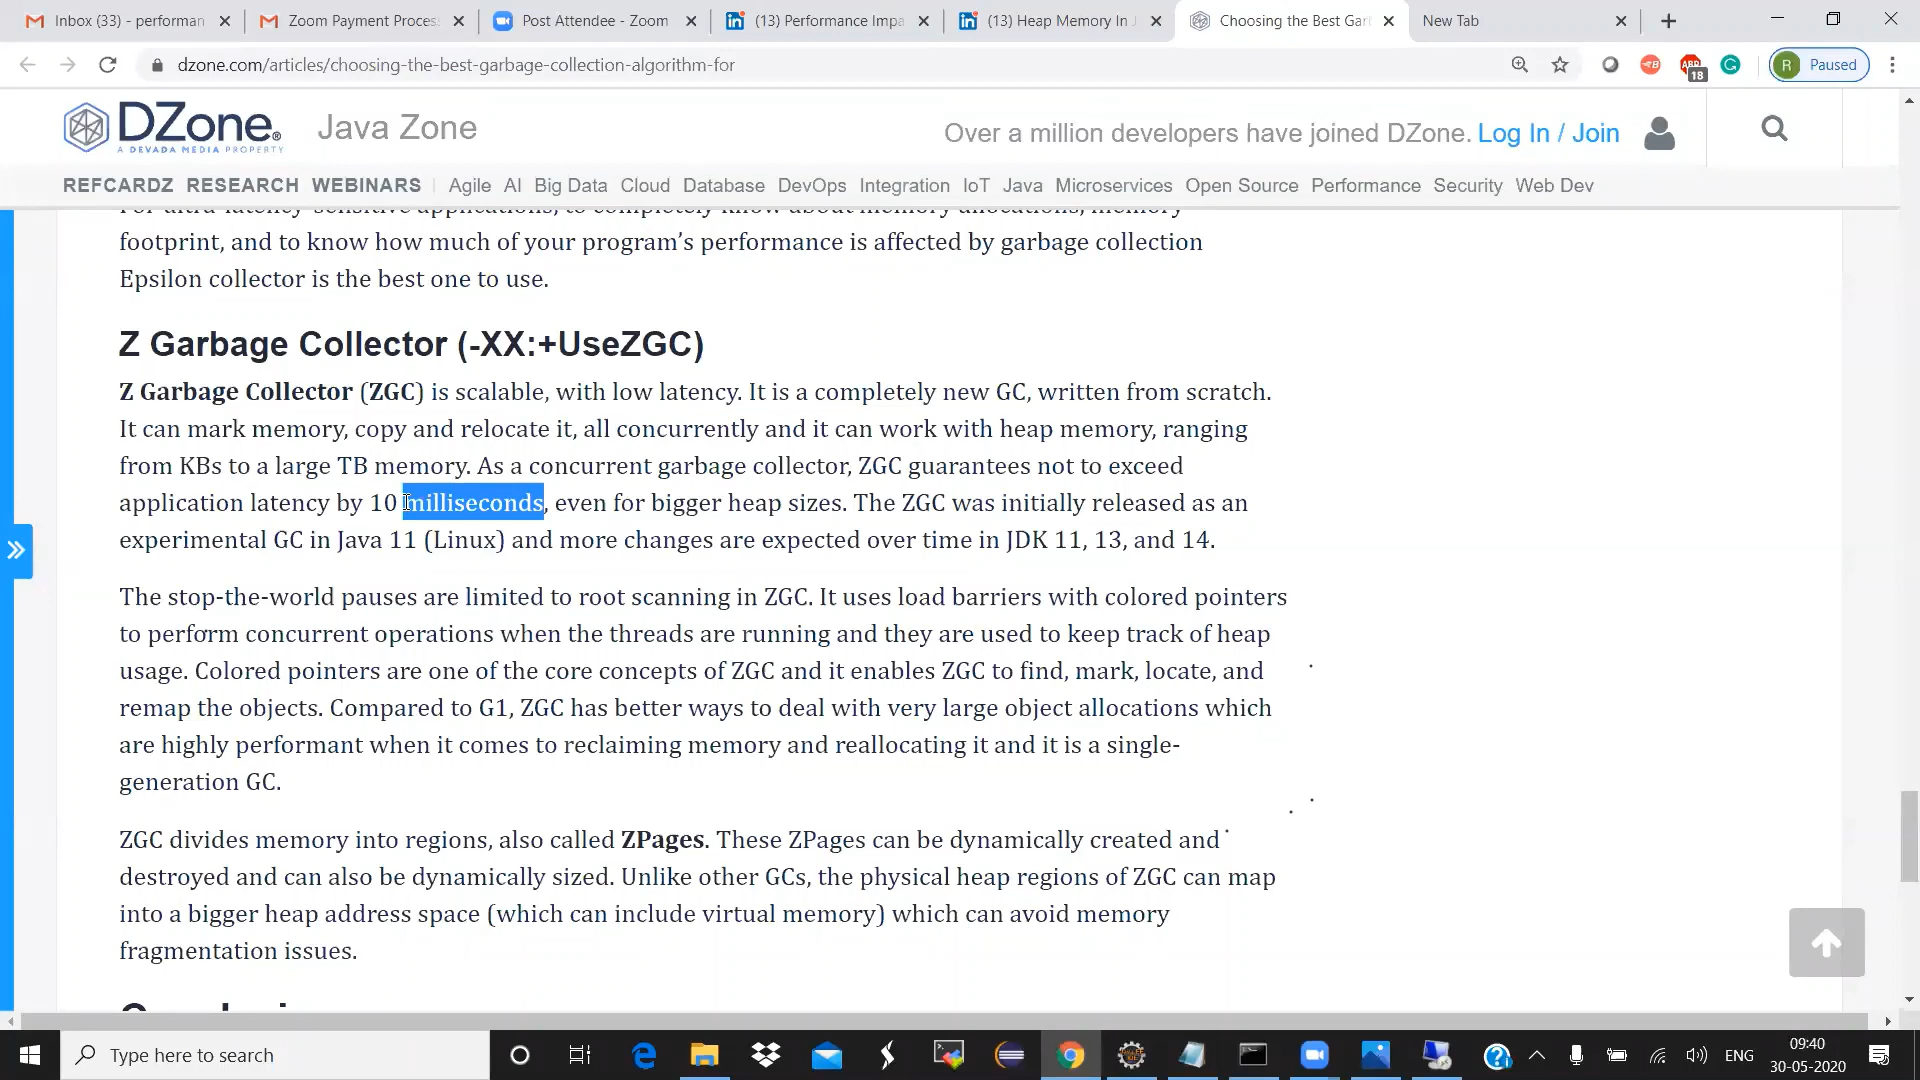 Inbox (33) - performan
Zoom Payment Proces
Post Attendee - Zoom
(13) Performance Impa
(13) Heap Memory In J
Choosing the Best Gar
New Tab
dzone.com/articles/choosing-the-best-garbage-collection-algorithm-for
18
R Paused
DZone.
A DEVADA MEDIA PROPERTY
Java Zone
Over a million developers have joined DZone. Log In / Join
REFCARDZ RESEARCH WEBINARS Agile AI Big Data Cloud Database DevOps Integration IoT Java Microservices Open Source Performance Security Web Dev
For ultra-latency-sensitive applications, to completely know about memory allocations, memory
footprint, and to know how much of your program’s performance is affected by garbage collection
Epsilon collector is the best one to use.
Z Garbage Collector (-XX:+UseZGC)
Z Garbage Collector (ZGC) is scalable, with low latency. It is a completely new GC, written from scratch.
It can mark memory, copy and relocate it, all concurrently and it can work with heap memory, ranging
from KBs to a large TB memory. As a concurrent garbage collector, ZGC guarantees not to exceed
application latency by 10 milliseconds, even for bigger heap sizes. The ZGC was initially released as an
experimental GC in Java 11 (Linux) and more changes are expected over time in JDK 11, 13, and 14.
The stop-the-world pauses are limited to root scanning in ZGC. It uses load barriers with colored pointers
to perform concurrent operations when the threads are running and they are used to keep track of heap
usage. Colored pointers are one of the core concepts of ZGC and it enables ZGC to find, mark, locate, and
remap the objects. Compared to G1, ZGC has better ways to deal with very large object allocations which
are highly performant when it comes to reclaiming memory and reallocating it and it is a single-
generation GC.
ZGC divides memory into regions, also called ZPages. These ZPages can be dynamically created and
destroyed and can also be dynamically sized. Unlike other GCs, the physical heap regions of ZGC can map
into a bigger heap address space (which can include virtual memory) which can avoid memory
fragmentation issues.
Type here to search
ENG
09:40
30-05-2020